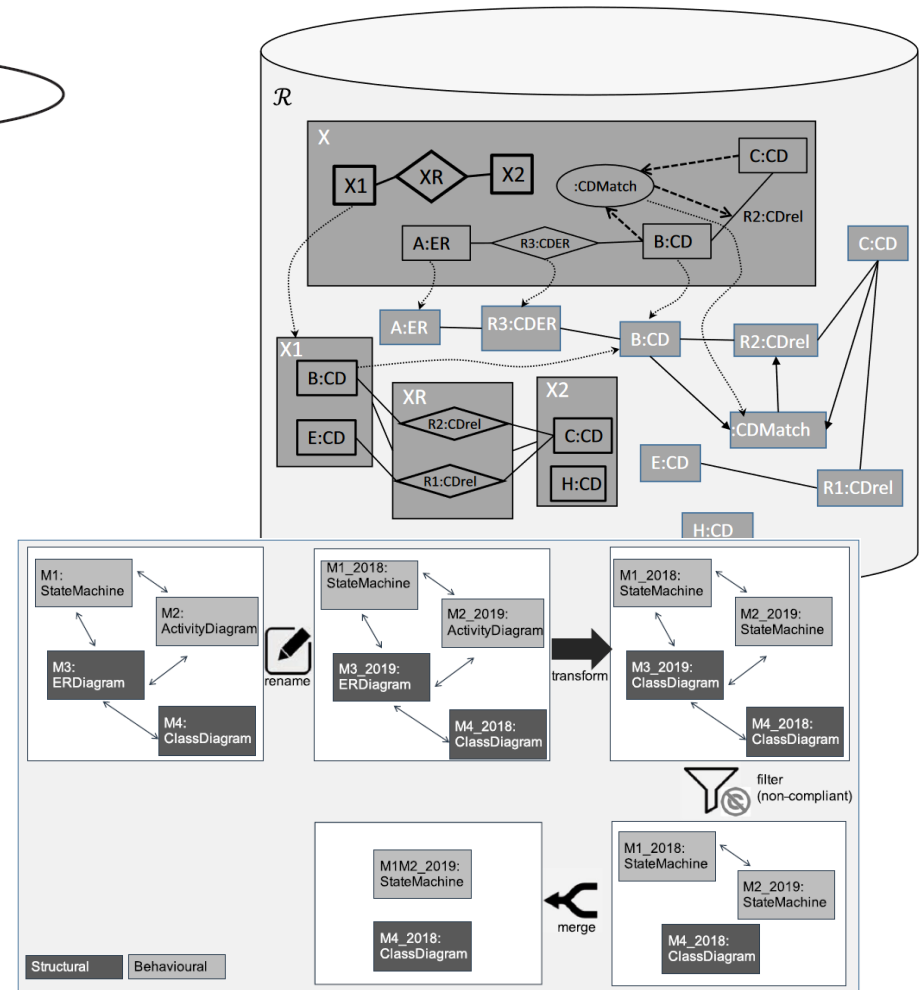 ℛ
X
X1
XR
X2
:CDMatch
C:CD
R2:CDrel
A:ER
R3:CDER
B:CD
C:CD
A:ER
R3:CDER
B:CD
R2:CDrel
X1
B:CD
E:CD
XR
R2:CDrel
R1:CDrel
X2
C:CD
H:CD
:CDMatch
E:CD
R1:CDrel
H:CD
M1:
StateMachine
M2:
ActivityDiagram
M3:
ERDiagram
M4:
ClassDiagram
rename
M1_2018:
StateMachine
M2_2019:
ActivityDiagram
M3_2019:
ERDiagram
M4_2018:
ClassDiagram
transform
M1_2018:
StateMachine
M2_2019:
StateMachine
M3_2019:
ClassDiagram
M4_2018:
ClassDiagram
filter
(non-compliant)
M1_2018:
StateMachine
M2_2019:
StateMachine
M4_2018:
ClassDiagram
merge
M1M2_2019:
StateMachine
M4_2018:
ClassDiagram
Structural
Behavioural